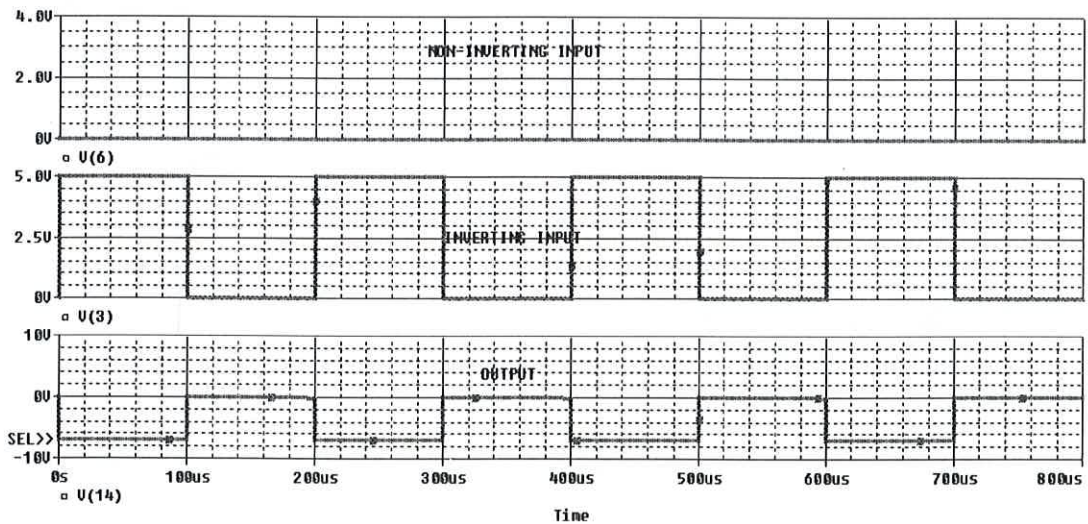 4.0V
NON-INVERTING INPUT
2.0V
0V
V(6)
5.0V
2.5V
INVERTING INPUT
0V
V(3)
10V
OUTPUT
0V
SEL>>
-10V
0s 100us 200us 300us 400us 500us 600us 700us 800us
V(14)
Time